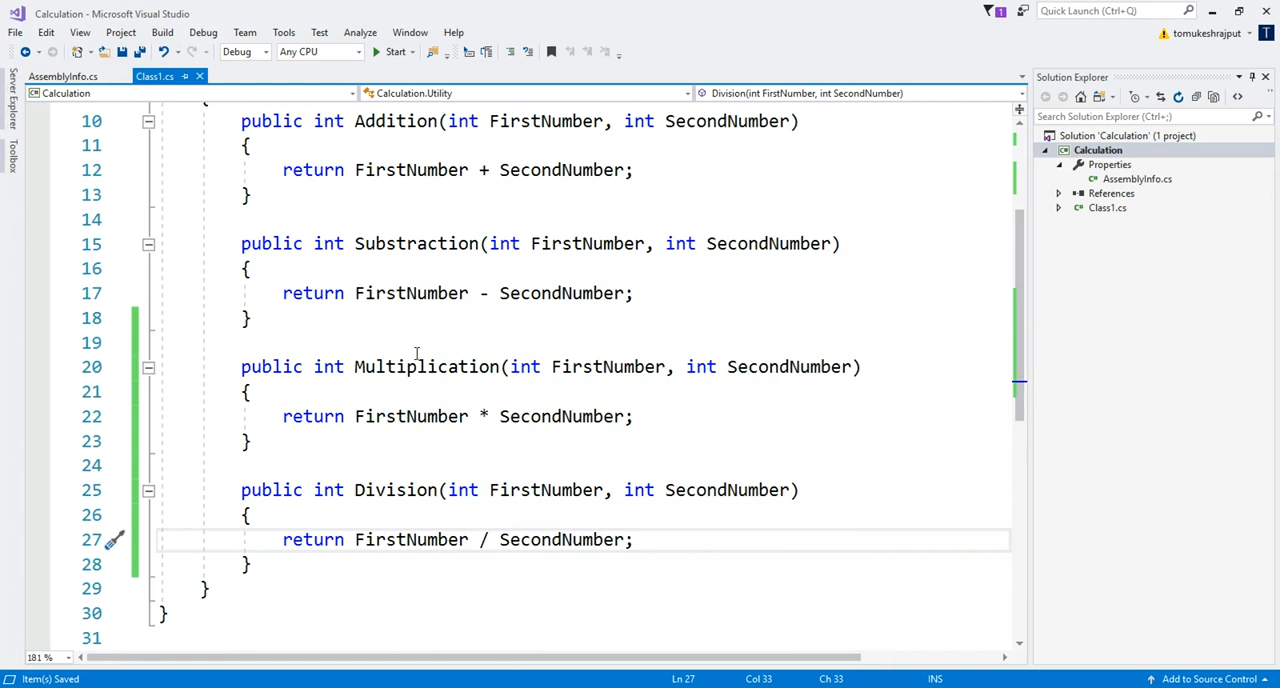 Calculation - Microsoft Visual Studio
1
Quick Launch (Ctrl+Q)
File Edit View Project Build Debug Team Tools Test Analyze Window Help
tomukeshrajput
T
Debug Any CPU Start
Server Explorer
Toolbox
AssemblyInfo.cs Class1.cs
Calculation Calculation.Utility Division(int FirstNumber, int SecondNumber)
10 public int Addition(int FirstNumber, int SecondNumber)
11 {
12 return FirstNumber + SecondNumber;
13 }
14
15 public int Substraction(int FirstNumber, int SecondNumber)
16 {
17 return FirstNumber - SecondNumber;
18 }
19
20 public int Multiplication(int FirstNumber, int SecondNumber)
21 {
22 return FirstNumber * SecondNumber;
23 }
24
25 public int Division(int FirstNumber, int SecondNumber)
26 {
27 return FirstNumber / SecondNumber;
28 }
29 }
30 }
31
181 %
Solution Explorer
Search Solution Explorer (Ctrl+;)
Solution 'Calculation' (1 project)
C# Calculation
Properties
C# AssemblyInfo.cs
References
C# Class1.cs
Item(s) Saved Ln 27 Col 33 Ch 33 INS Add to Source Control